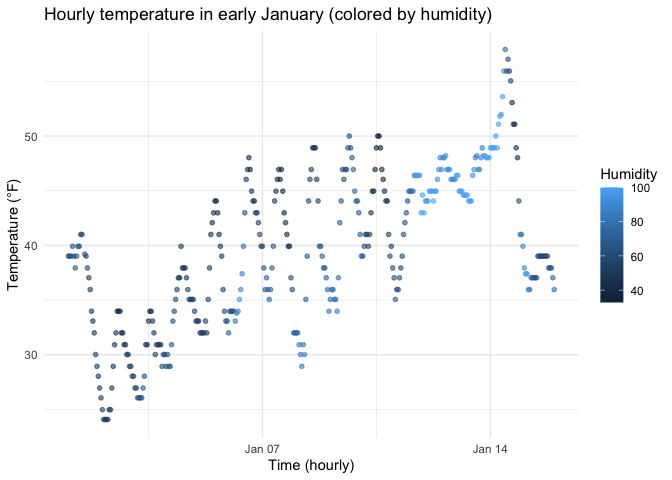 Hourly temperature in early January (colored by humidity)
Temperature (°F)
50
40
30
Jan 07
Jan 14
Time (hourly)
Humidity
100
80
60
40